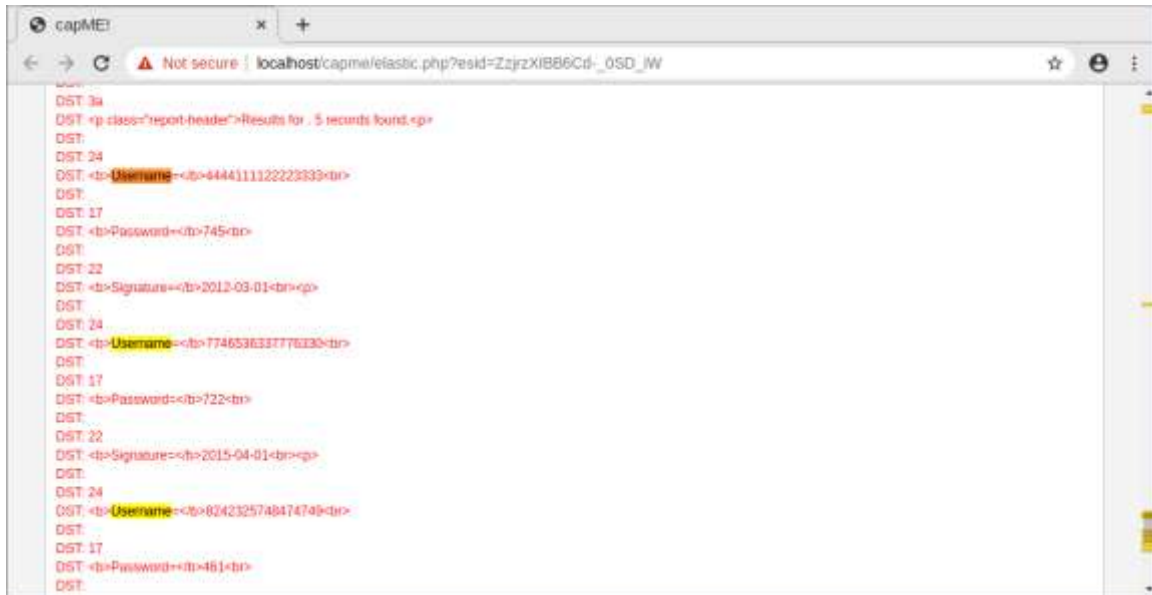 capME!
Not secure | localhost/capme/elastic.php?esid=ZzjrzXIBB6Cd-_0SD_iW
DST: 3a
DST: <p class="report-header">Results for . 5 records found.<p>
DST:
DST: 24
DST: <b>Username=</b>4444111122223333<br>
DST:
DST: 17
DST: <b>Password=</b>745<br>
DST:
DST: 22
DST: <b>Signature=</b>2012-03-01<br><p>
DST:
DST: 24
DST: <b>Username=</b>7746536337776330<br>
DST:
DST: 17
DST: <b>Password=</b>722<br>
DST:
DST: 22
DST: <b>Signature=</b>2015-04-01<br><p>
DST:
DST: 24
DST: <b>Username=</b>8242325748474749<br>
DST:
DST: 17
DST: <b>Password=</b>461<br>
DST: